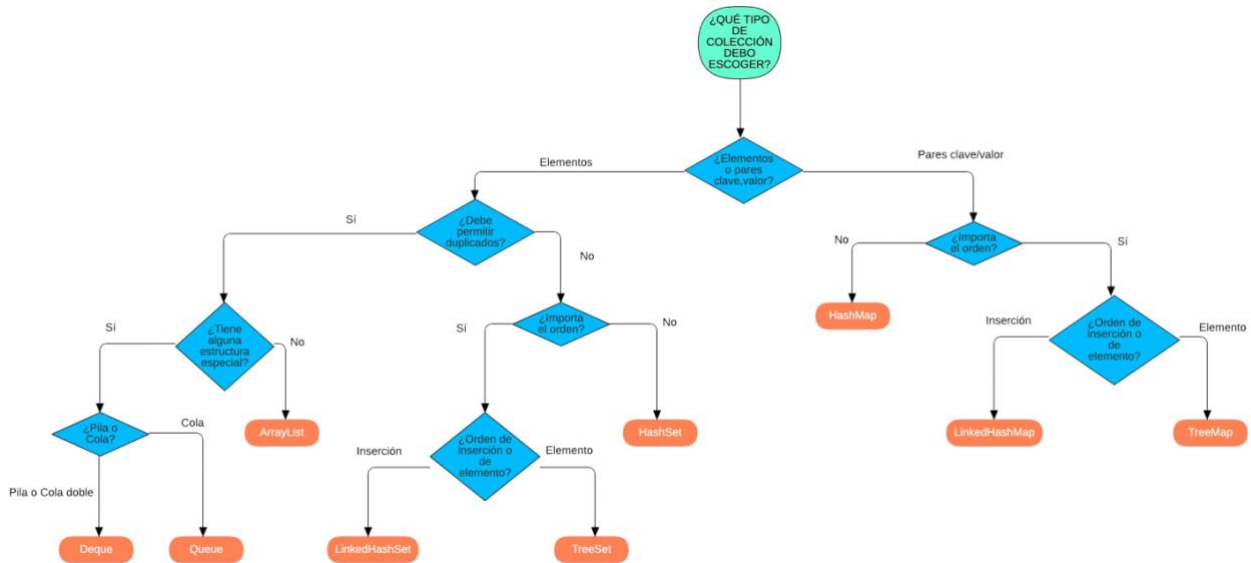 ¿QUÉ TIPO
DE
COLECCIÓN
DEBO
ESCOGER?
¿Elementos
o pares
clave,valor?
Elementos
Pares clave/valor
¿Debe
permitir
duplicados?
Sí
No
¿Importa
el orden?
No
Sí
¿Tiene
alguna
estructura
especial?
Sí
No
¿Importa
el orden?
Sí
No
HashMap
¿Orden de
inserción o
de
elemento?
Inserción
Elemento
¿Pila o
Cola?
Cola
Pila o Cola doble
ArrayList
¿Orden de
inserción o
de
elemento?
Inserción
Elemento
HashSet
LinkedHashMap
TreeMap
Deque
Queue
LinkedHashSet
TreeSet